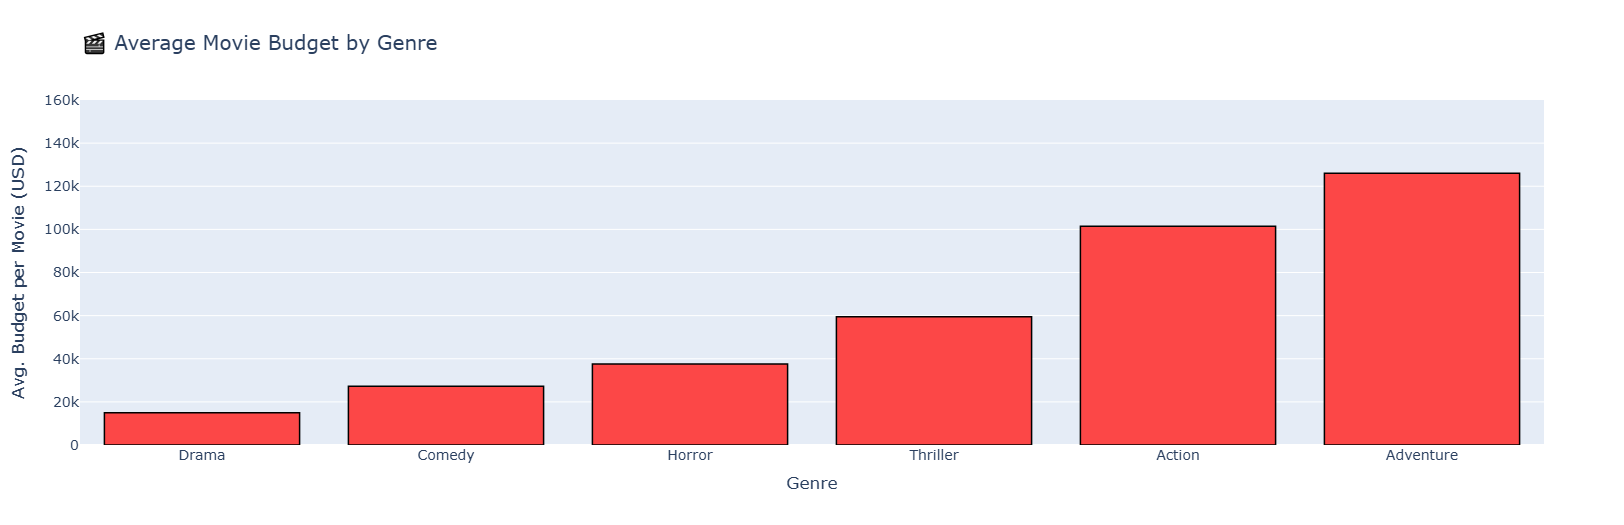 🎬 Average Movie Budget by Genre
160k
140k
120k
100k
80k
60k
40k
20k
0
Avg. Budget per Movie (USD)
Drama Comedy Horror Thriller Action Adventure
Genre